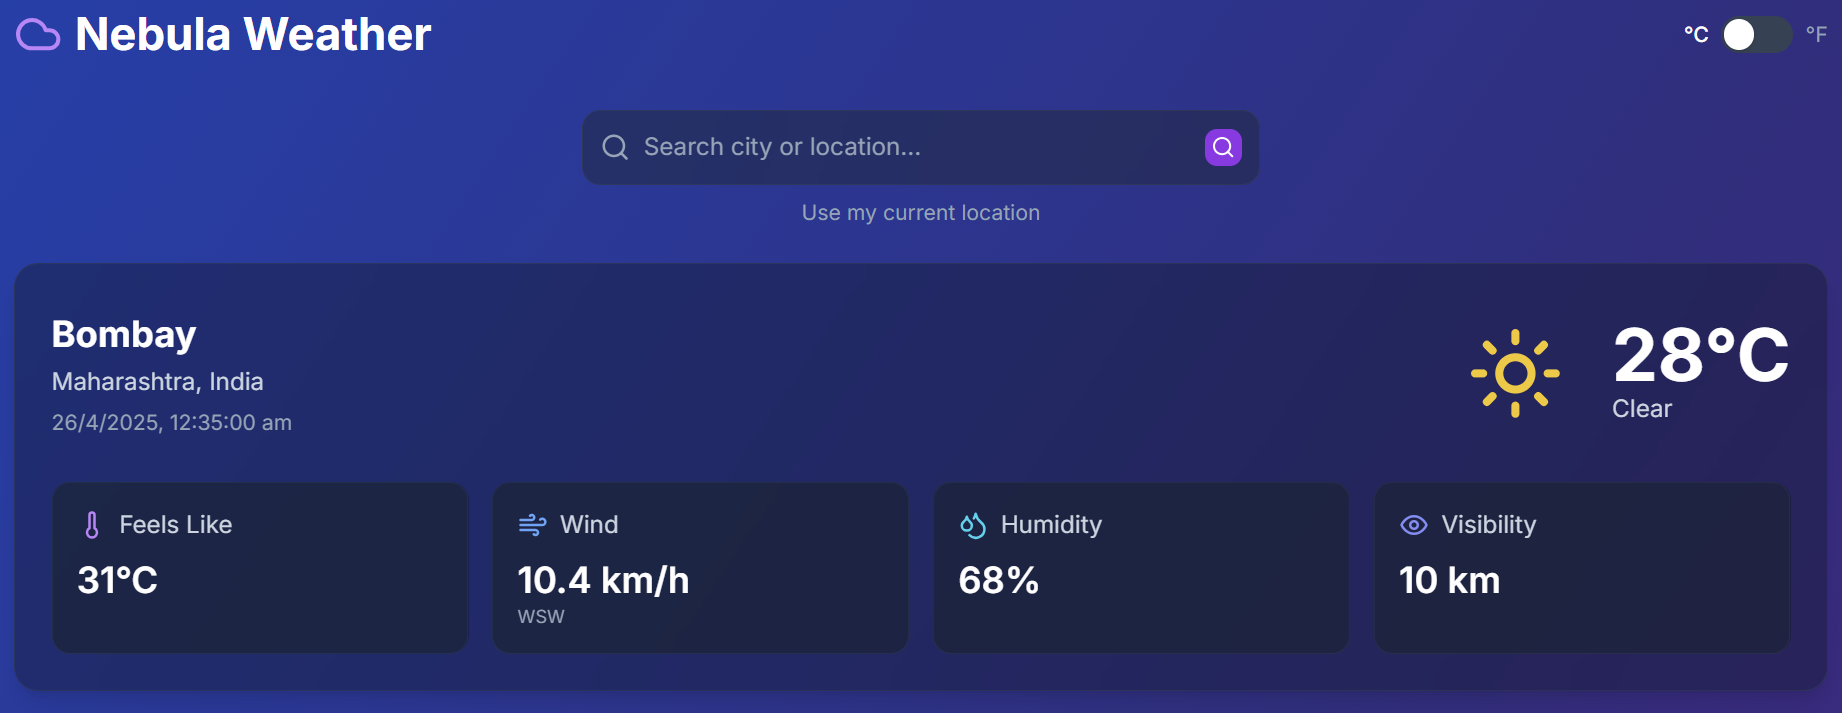 Nebula Weather
°C °F
Search city or location...
Use my current location
Bombay
Maharashtra, India
26/4/2025, 12:35:00 am
28°C
Clear
Feels Like
31°C
Wind
10.4 km/h
WSW
Humidity
68%
Visibility
10 km